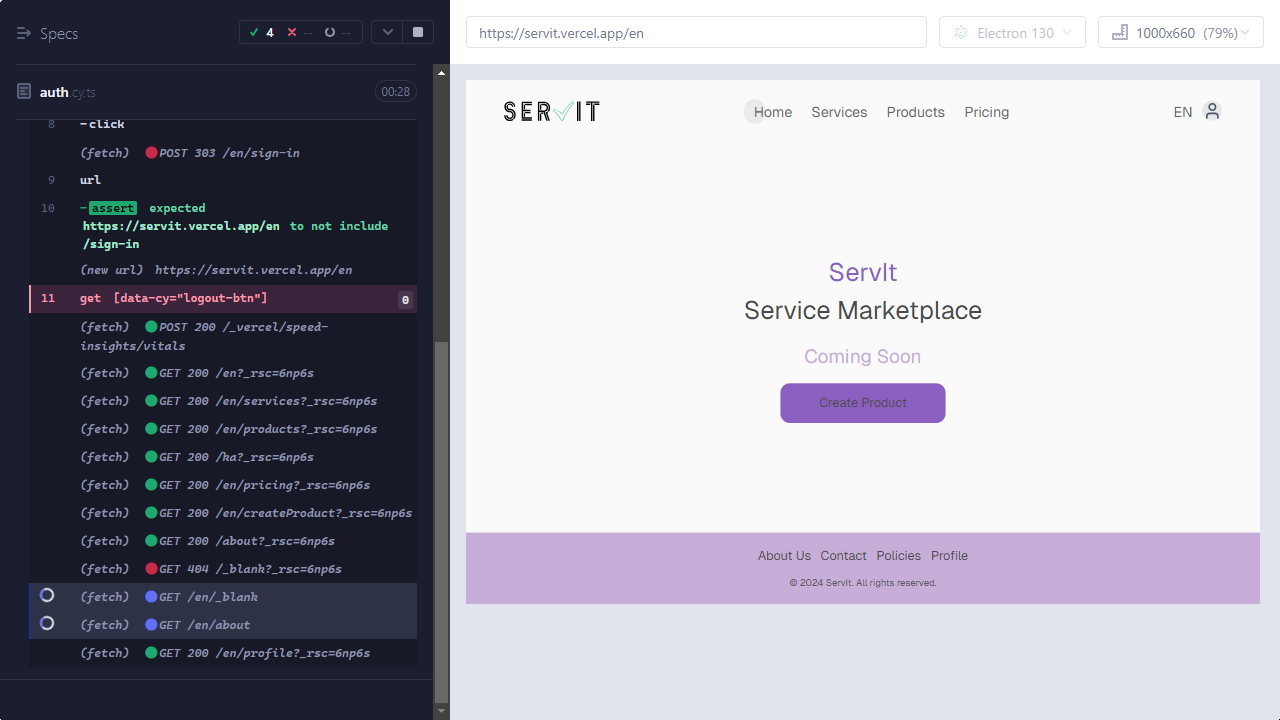 Specs
4
--
--
auth.cy.ts
00:28
8 -click
(fetch) POST 303 /en/sign-in
9 url
10 -assert expected
https://servit.vercel.app/en to not include
/sign-in
(new url) https://servit.vercel.app/en
11 get [data-cy="logout-btn"] 0
(fetch) POST 200 /_vercel/speed-
insights/vitals
(fetch) GET 200 /en?_rsc=6np6s
(fetch) GET 200 /en/services?_rsc=6np6s
(fetch) GET 200 /en/products?_rsc=6np6s
(fetch) GET 200 /ka?_rsc=6np6s
(fetch) GET 200 /en/pricing?_rsc=6np6s
(fetch) GET 200 /en/createProduct?_rsc=6np6s
(fetch) GET 200 /about?_rsc=6np6s
(fetch) GET 404 /_blank?_rsc=6np6s
(fetch) GET /en/_blank
(fetch) GET /en/about
(fetch) GET 200 /en/profile?_rsc=6np6s
https://servit.vercel.app/en
Electron 130
1000x660 (79%)
SERVIT
Home Services Products Pricing
EN
ServIt
Service Marketplace
Coming Soon
Create Product
About Us Contact Policies Profile
© 2024 ServIt. All rights reserved.